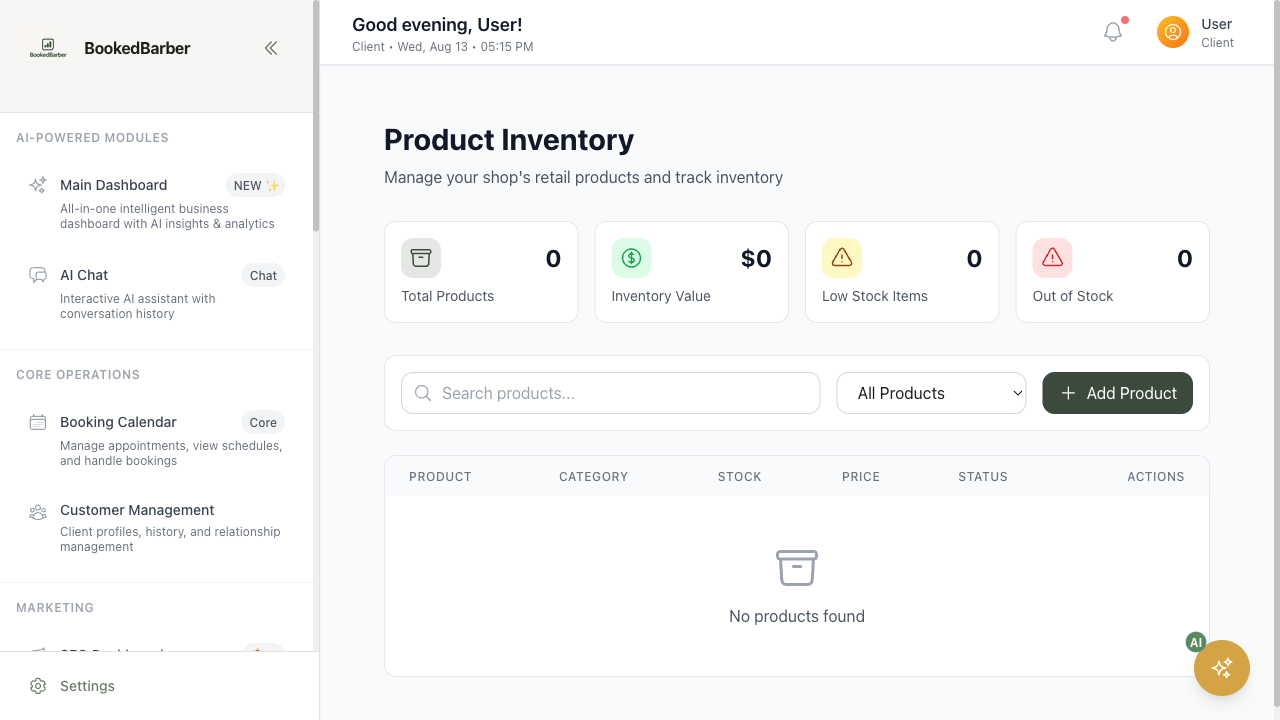 BookedBarber
BookedBarber
AI-POWERED MODULES
Main Dashboard
NEW ✨
All-in-one intelligent business
dashboard with AI insights & analytics
AI Chat
Chat
Interactive AI assistant with
conversation history
CORE OPERATIONS
Booking Calendar
Core
Manage appointments, view schedules,
and handle bookings
Customer Management
Client profiles, history, and relationship
management
MARKETING
Settings
Good evening, User!
Client • Wed, Aug 13 • 05:15 PM
User
Client
Product Inventory
Manage your shop's retail products and track inventory
0
Total Products
$0
Inventory Value
0
Low Stock Items
0
Out of Stock
Search products...
All Products
Add Product
PRODUCT CATEGORY STOCK PRICE STATUS ACTIONS
No products found
AI